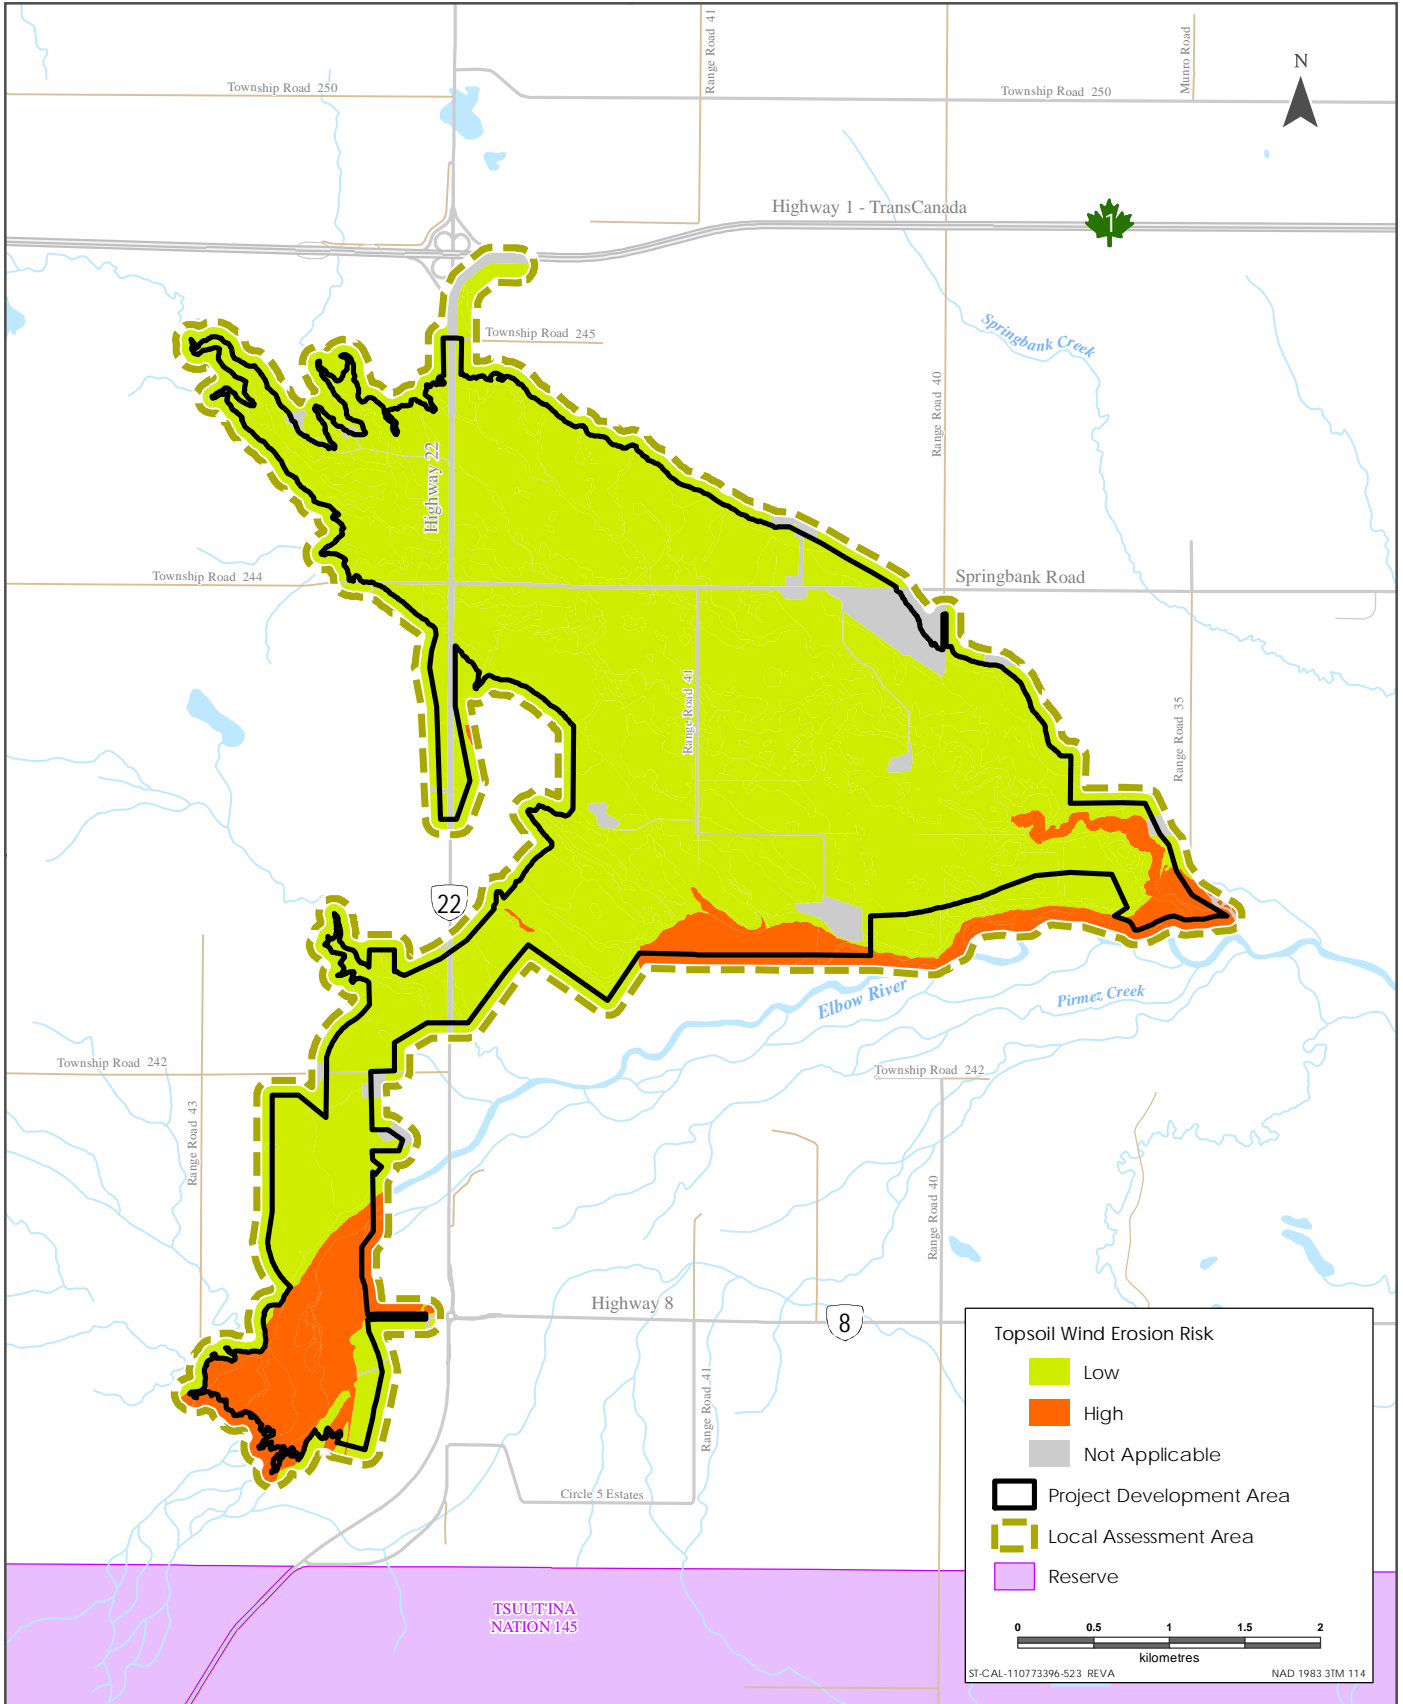 Range Road 41
Munro Road
N
Township Road 250
Township Road 250
Highway 1 - TransCanada
1
Springbank Creek
Township Road 245
Range Road 40
Highway 22
Township Road 244
Springbank Road
Range Road 41
Range Road 35
22
Elbow River
Pirmez Creek
Township Road 242
Township Road 242
Range Road 43
Range Road 40
Highway 8
8
Range Road 41
Circle 5 Estates
TSUUT'INA
NATION 145
Topsoil Wind Erosion Risk
Low
High
Not Applicable
Project Development Area
Local Assessment Area
Reserve
0 0.5 1 1.5 2
kilometres
ST-CAL-110773396-523 REVA NAD 1983 3TM 114